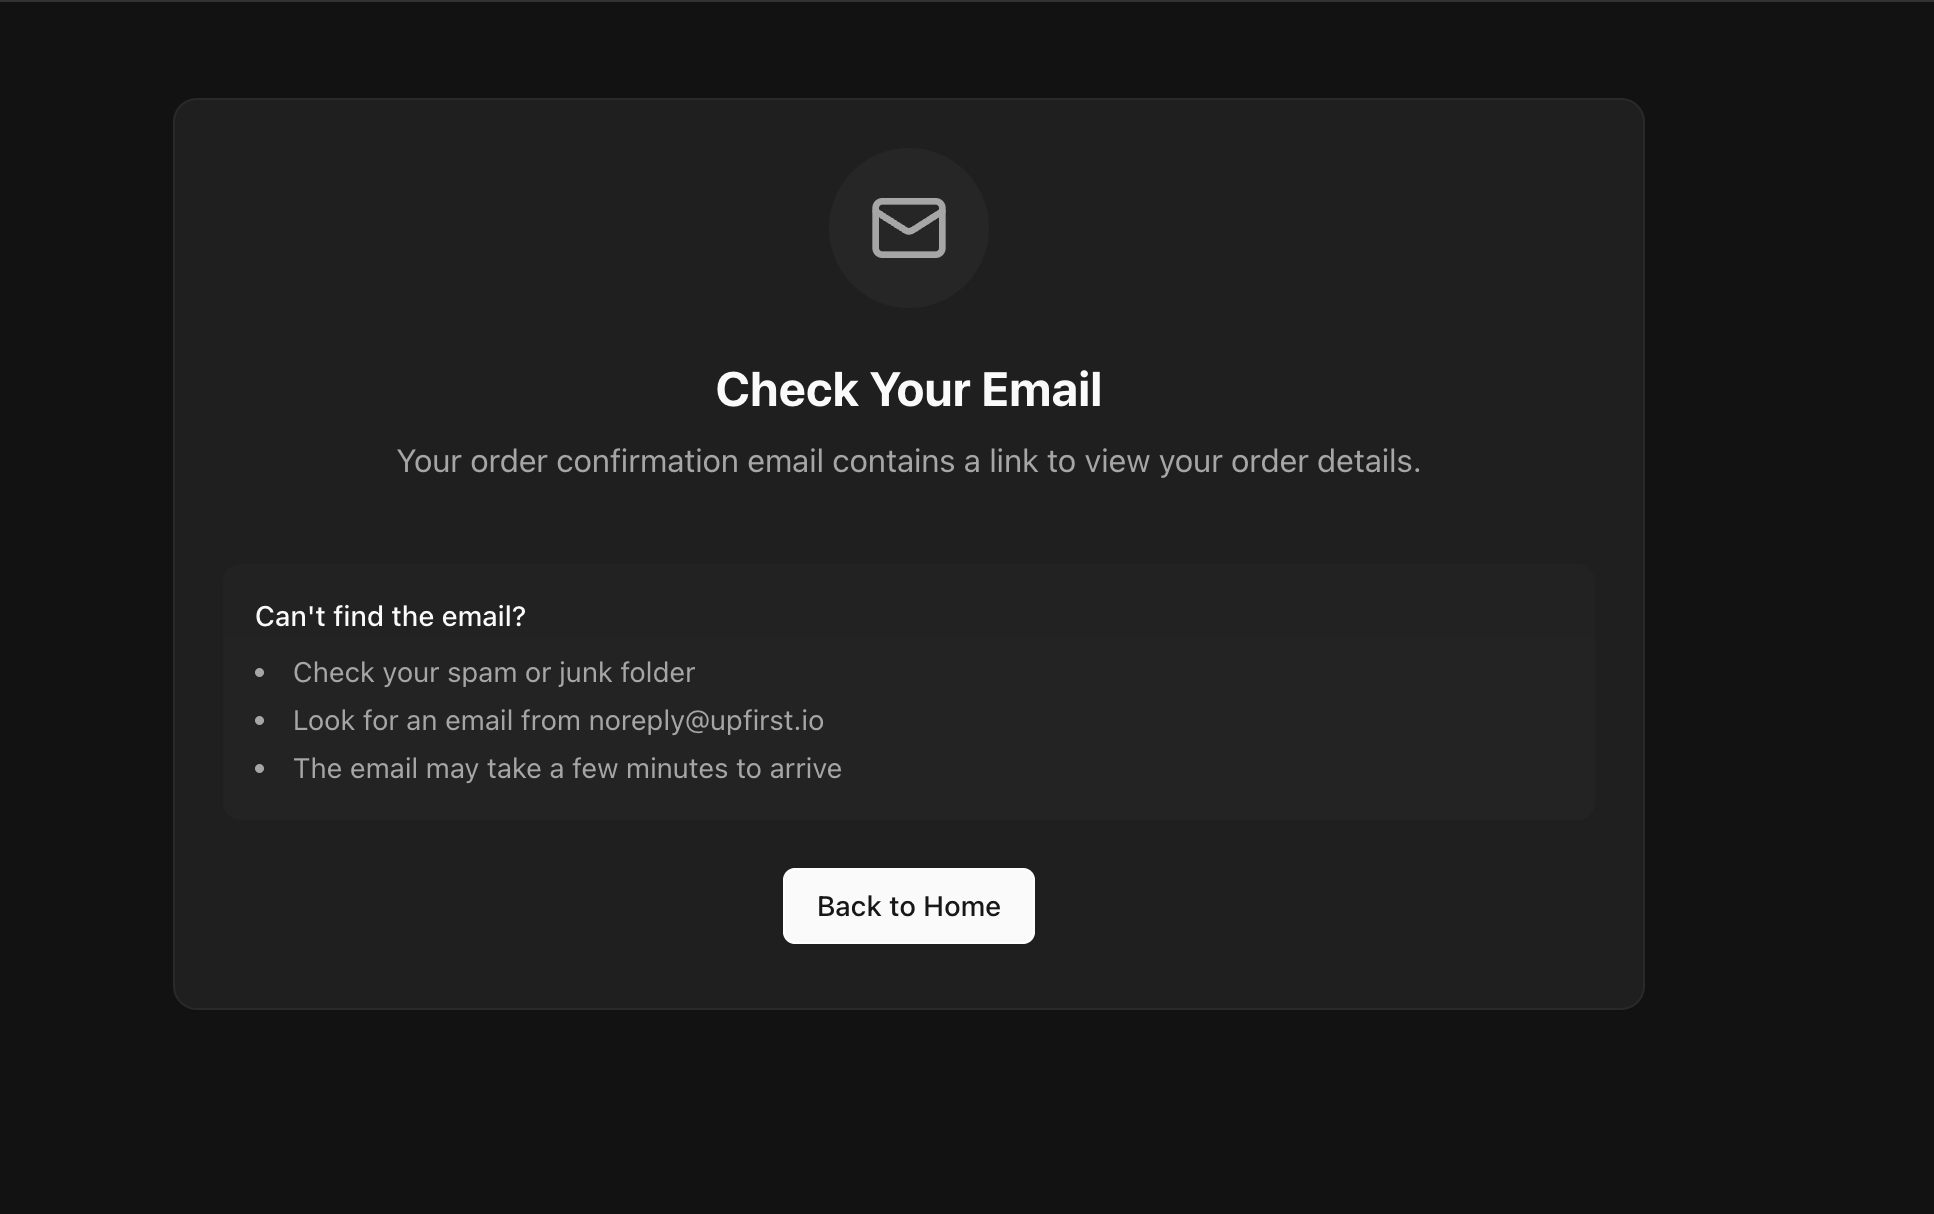 Check Your Email
Your order confirmation email contains a link to view your order details.
Can't find the email?
• Check your spam or junk folder
• Look for an email from noreply@upfirst.io
• The email may take a few minutes to arrive
Back to Home